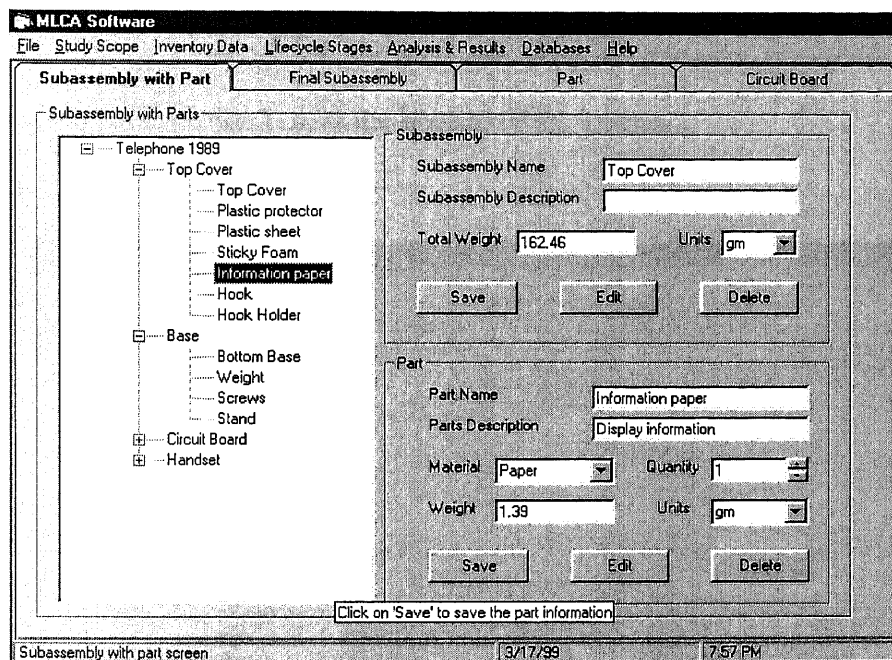 MLCA Software
File Study Scope Inventory Data Lifecycle Stages Analysis & Results Databases Help
Subassembly with Part Final Subassembly Part Circuit Board
Subassembly with Parts
Telephone 1989
Top Cover
Top Cover
Plastic protector
Plastic sheet
Sticky Foam
Information paper
Hook
Hook Holder
Base
Bottom Base
Weight
Screws
Stand
Circuit Board
Handset
Subassembly
Subassembly Name Top Cover
Subassembly Description
Total Weight 162.46 Units gm
Save Edit Delete
Part
Part Name Information paper
Parts Description Display information
Material Paper Quantity 1
Weight 1.39 Units gm
Save Edit Delete
Click on 'Save' to save the part information
Subassembly with part screen 3/17/99 7:57 PM